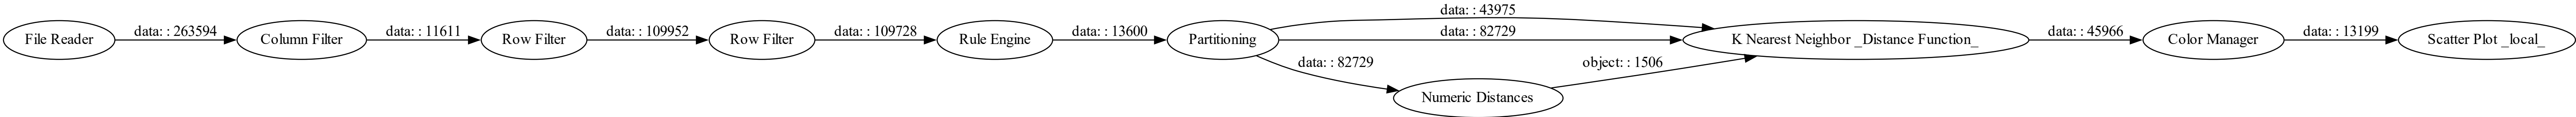 File Reader
data: : 263594
Column Filter
data: : 11611
Row Filter
data: : 109952
Row Filter
data: : 109728
Rule Engine
data: : 13600
Partitioning
data: : 43975
data: : 82729
data: : 82729
Numeric Distances
object: : 1506
K Nearest Neighbor _Distance Function_
data: : 45966
Color Manager
data: : 13199
Scatter Plot _local_